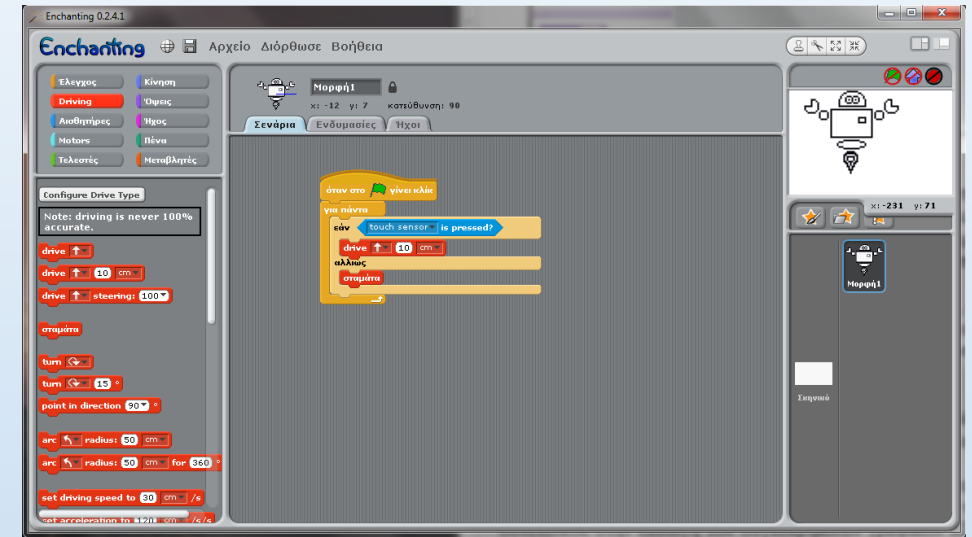 Enchanting 0.2.4.1
Enchanting Αρχείο Διόρθωσε Βοήθεια
Έλεγχος Κίνηση
Driving Όψεις
Αισθητήρες Ήχος
Motors Πένα
Τελεστές Μεταβλητές
Configure Drive Type
Note: driving is never 100%
accurate.
drive
drive 10 cm
drive steering: 100
σταμάτα
turn
turn 15 °
point in direction 90 °
arc radius: 50 cm
arc radius: 50 cm for 360 °
set driving speed to 30 cm /s
set acceleration to 120 cm /s/s
Μορφή1
x: -12 y: 7 κατεύθυνση: 90
Σενάρια Ενδυμασίες Ήχοι
όταν στο γίνει κλικ
για πάντα
εάν touch sensor is pressed?
drive 10 cm
αλλιώς
σταμάτα
x: -231 y: 71
Μορφή1
Σκηνικό